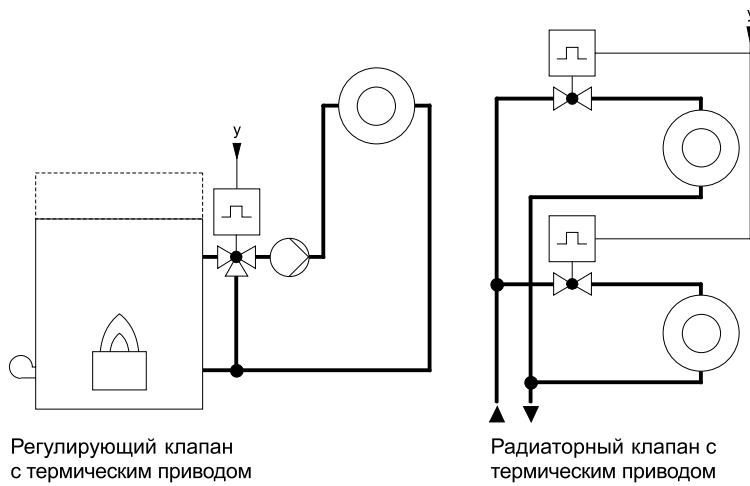 y
y
Регулирующий клапан
с термическим приводом
Радиаторный клапан с
термическим приводом